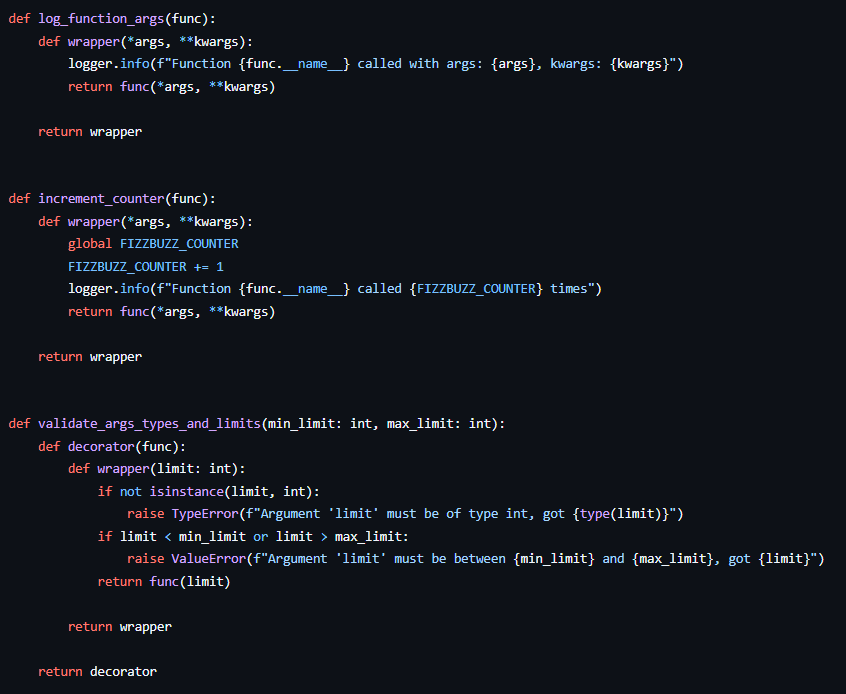 def log_function_args(func):
    def wrapper(*args, **kwargs):
        logger.info(f"Function {func.__name__} called with args: {args}, kwargs: {kwargs}")
        return func(*args, **kwargs)

    return wrapper


def increment_counter(func):
    def wrapper(*args, **kwargs):
        global FIZZBUZZ_COUNTER
        FIZZBUZZ_COUNTER += 1
        logger.info(f"Function {func.__name__} called {FIZZBUZZ_COUNTER} times")
        return func(*args, **kwargs)

    return wrapper


def validate_args_types_and_limits(min_limit: int, max_limit: int):
    def decorator(func):
        def wrapper(limit: int):
            if not isinstance(limit, int):
                raise TypeError(f"Argument 'limit' must be of type int, got {type(limit)}")
            if limit < min_limit or limit > max_limit:
                raise ValueError(f"Argument 'limit' must be between {min_limit} and {max_limit}, got {limit}")
            return func(limit)

        return wrapper

    return decorator